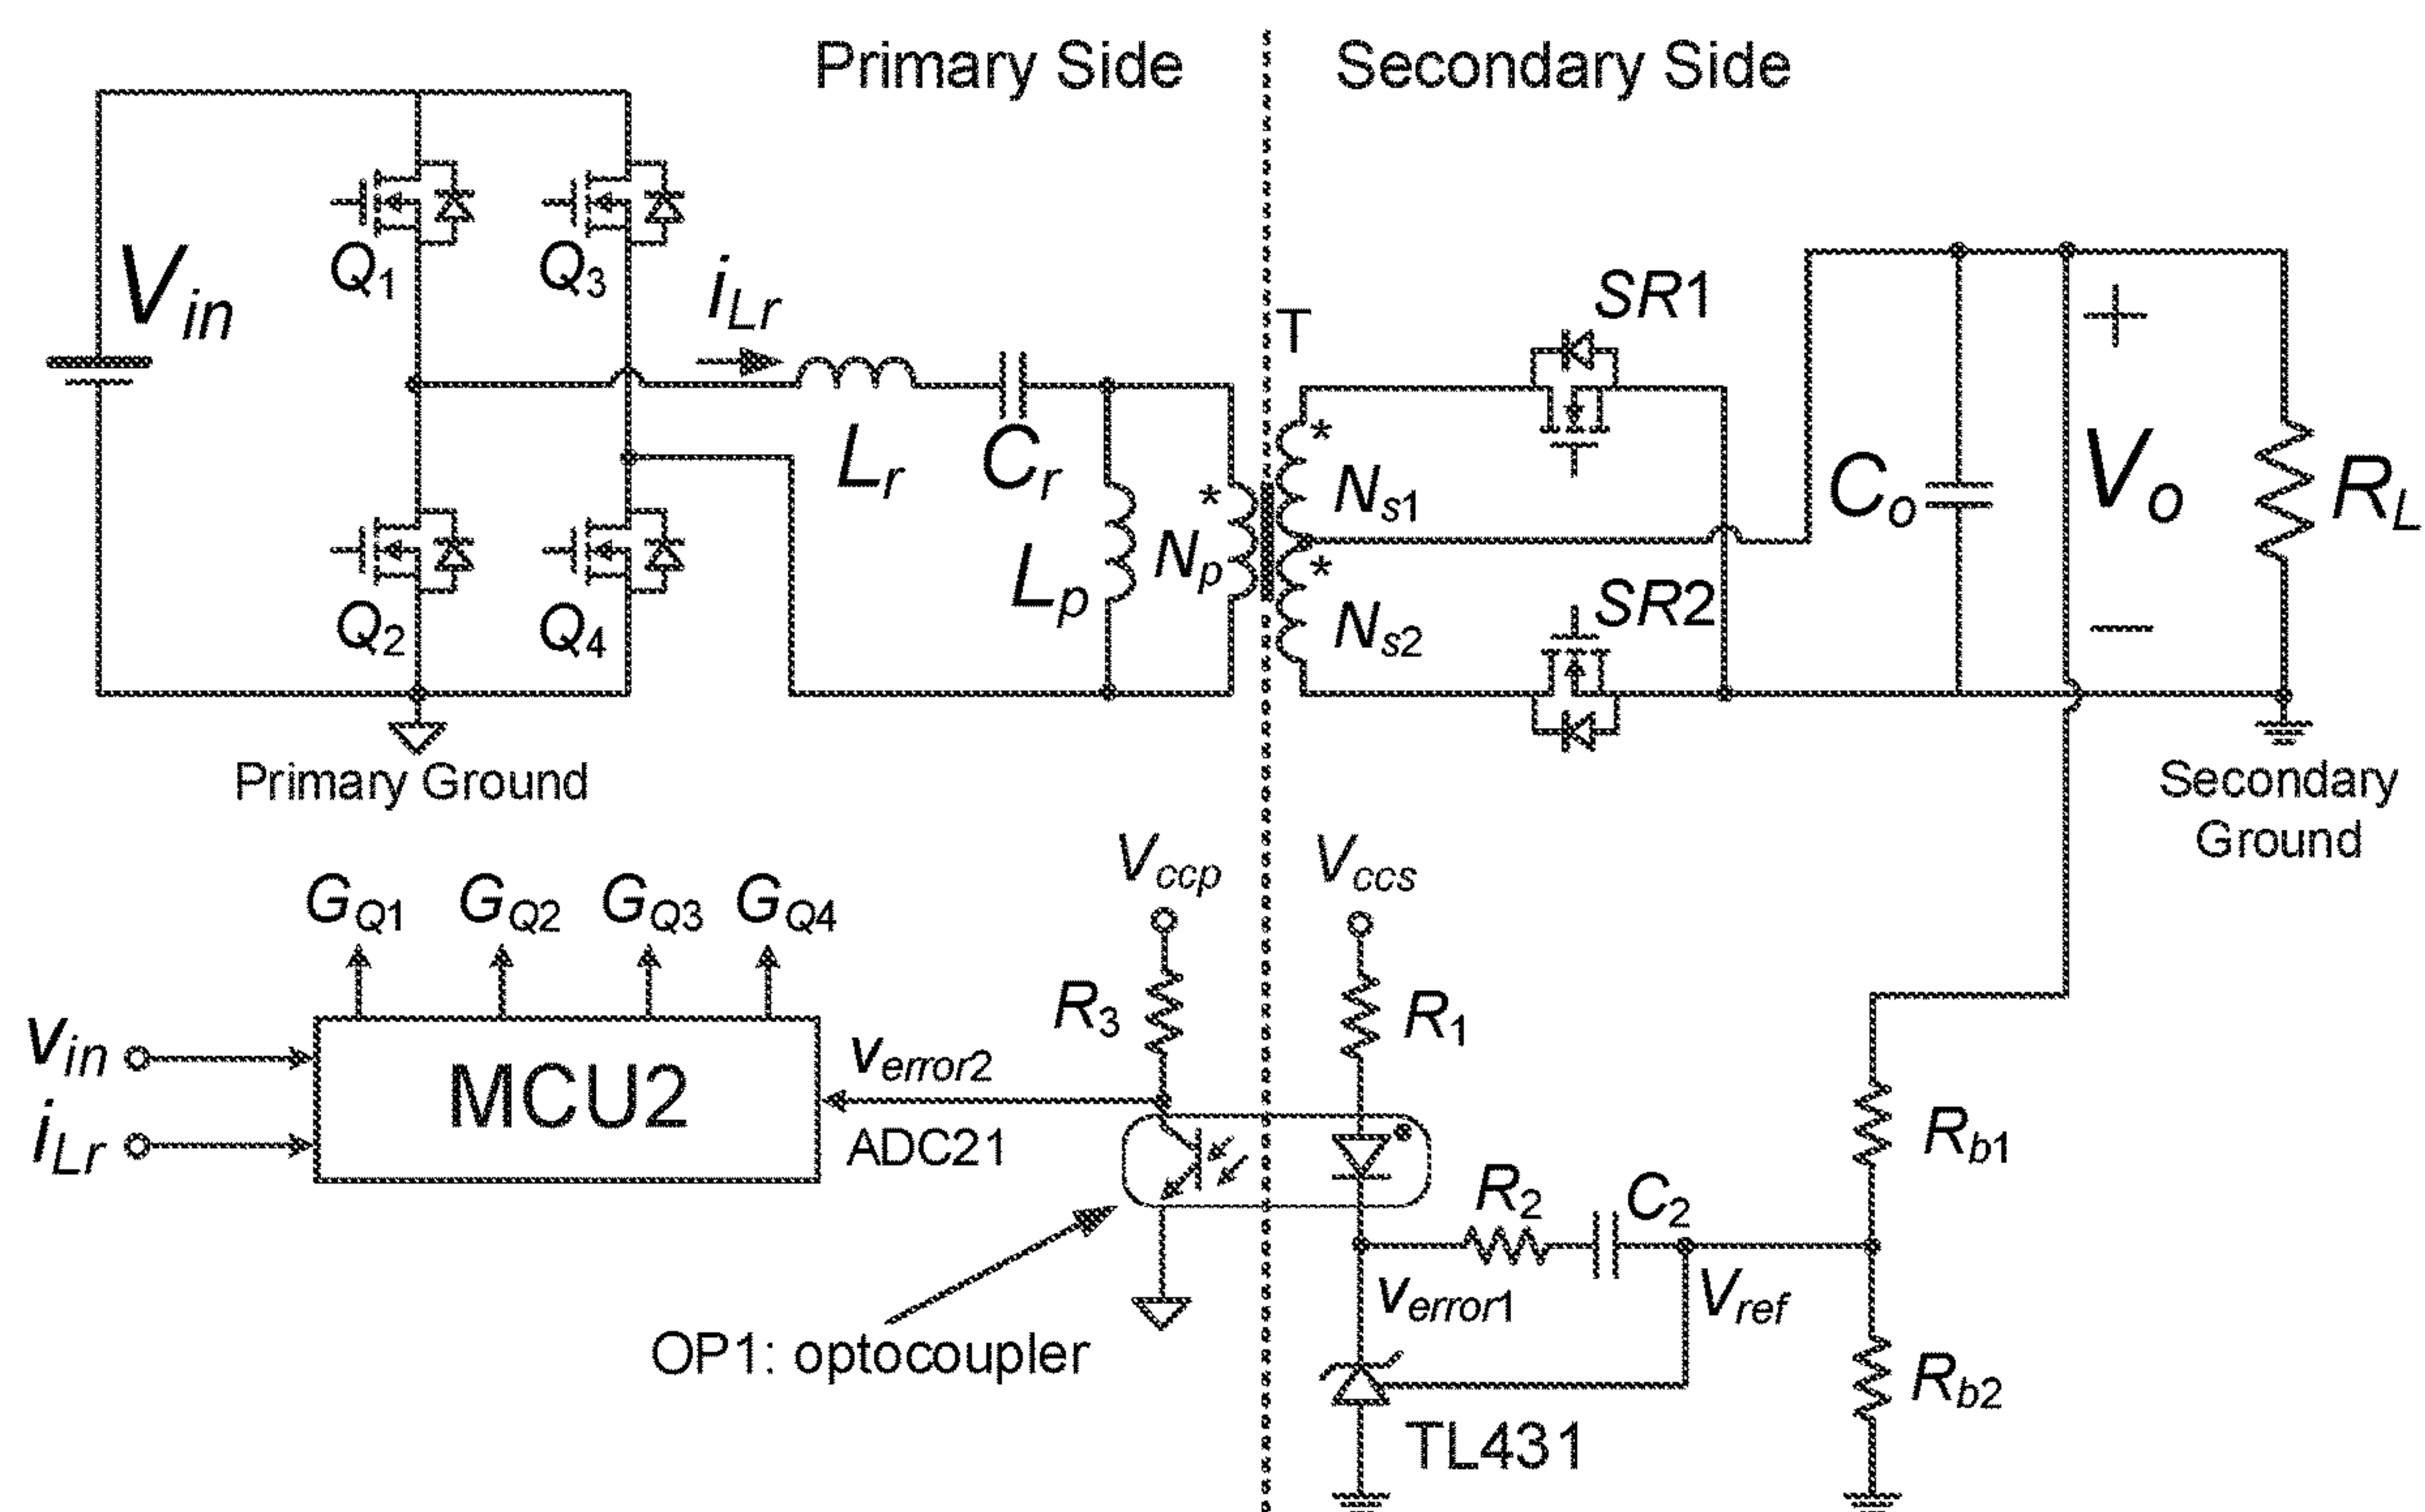 Primary Side
Secondary Side
Vin
Q1
Q3
iLr
T
SR1
Lr
Cr
*
Ns1
Co
+
Vo
RL
*
Np
Lp
*
Ns2
SR2
−
Q2
Q4
Primary Ground
Secondary
Ground
Vccp
Vccs
GQ1
GQ2
GQ3
GQ4
R3
R1
vin
MCU2
verror2
iLr
ADC21
Rb1
R2
C2
verror1
Vref
OP1: optocoupler
Rb2
TL431